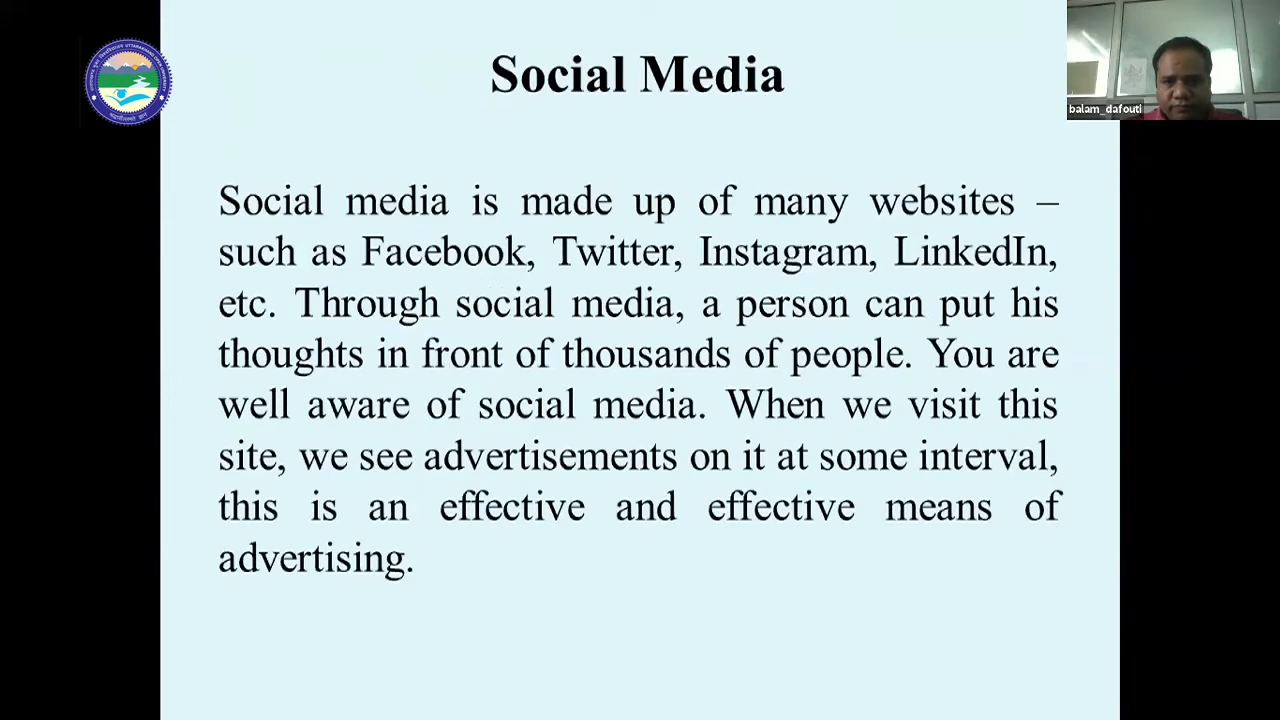 Social Media
balam_dafouti
Social media is made up of many websites –
such as Facebook, Twitter, Instagram, LinkedIn,
etc. Through social media, a person can put his
thoughts in front of thousands of people. You are
well aware of social media. When we visit this
site, we see advertisements on it at some interval,
this is an effective and effective means of
advertising.